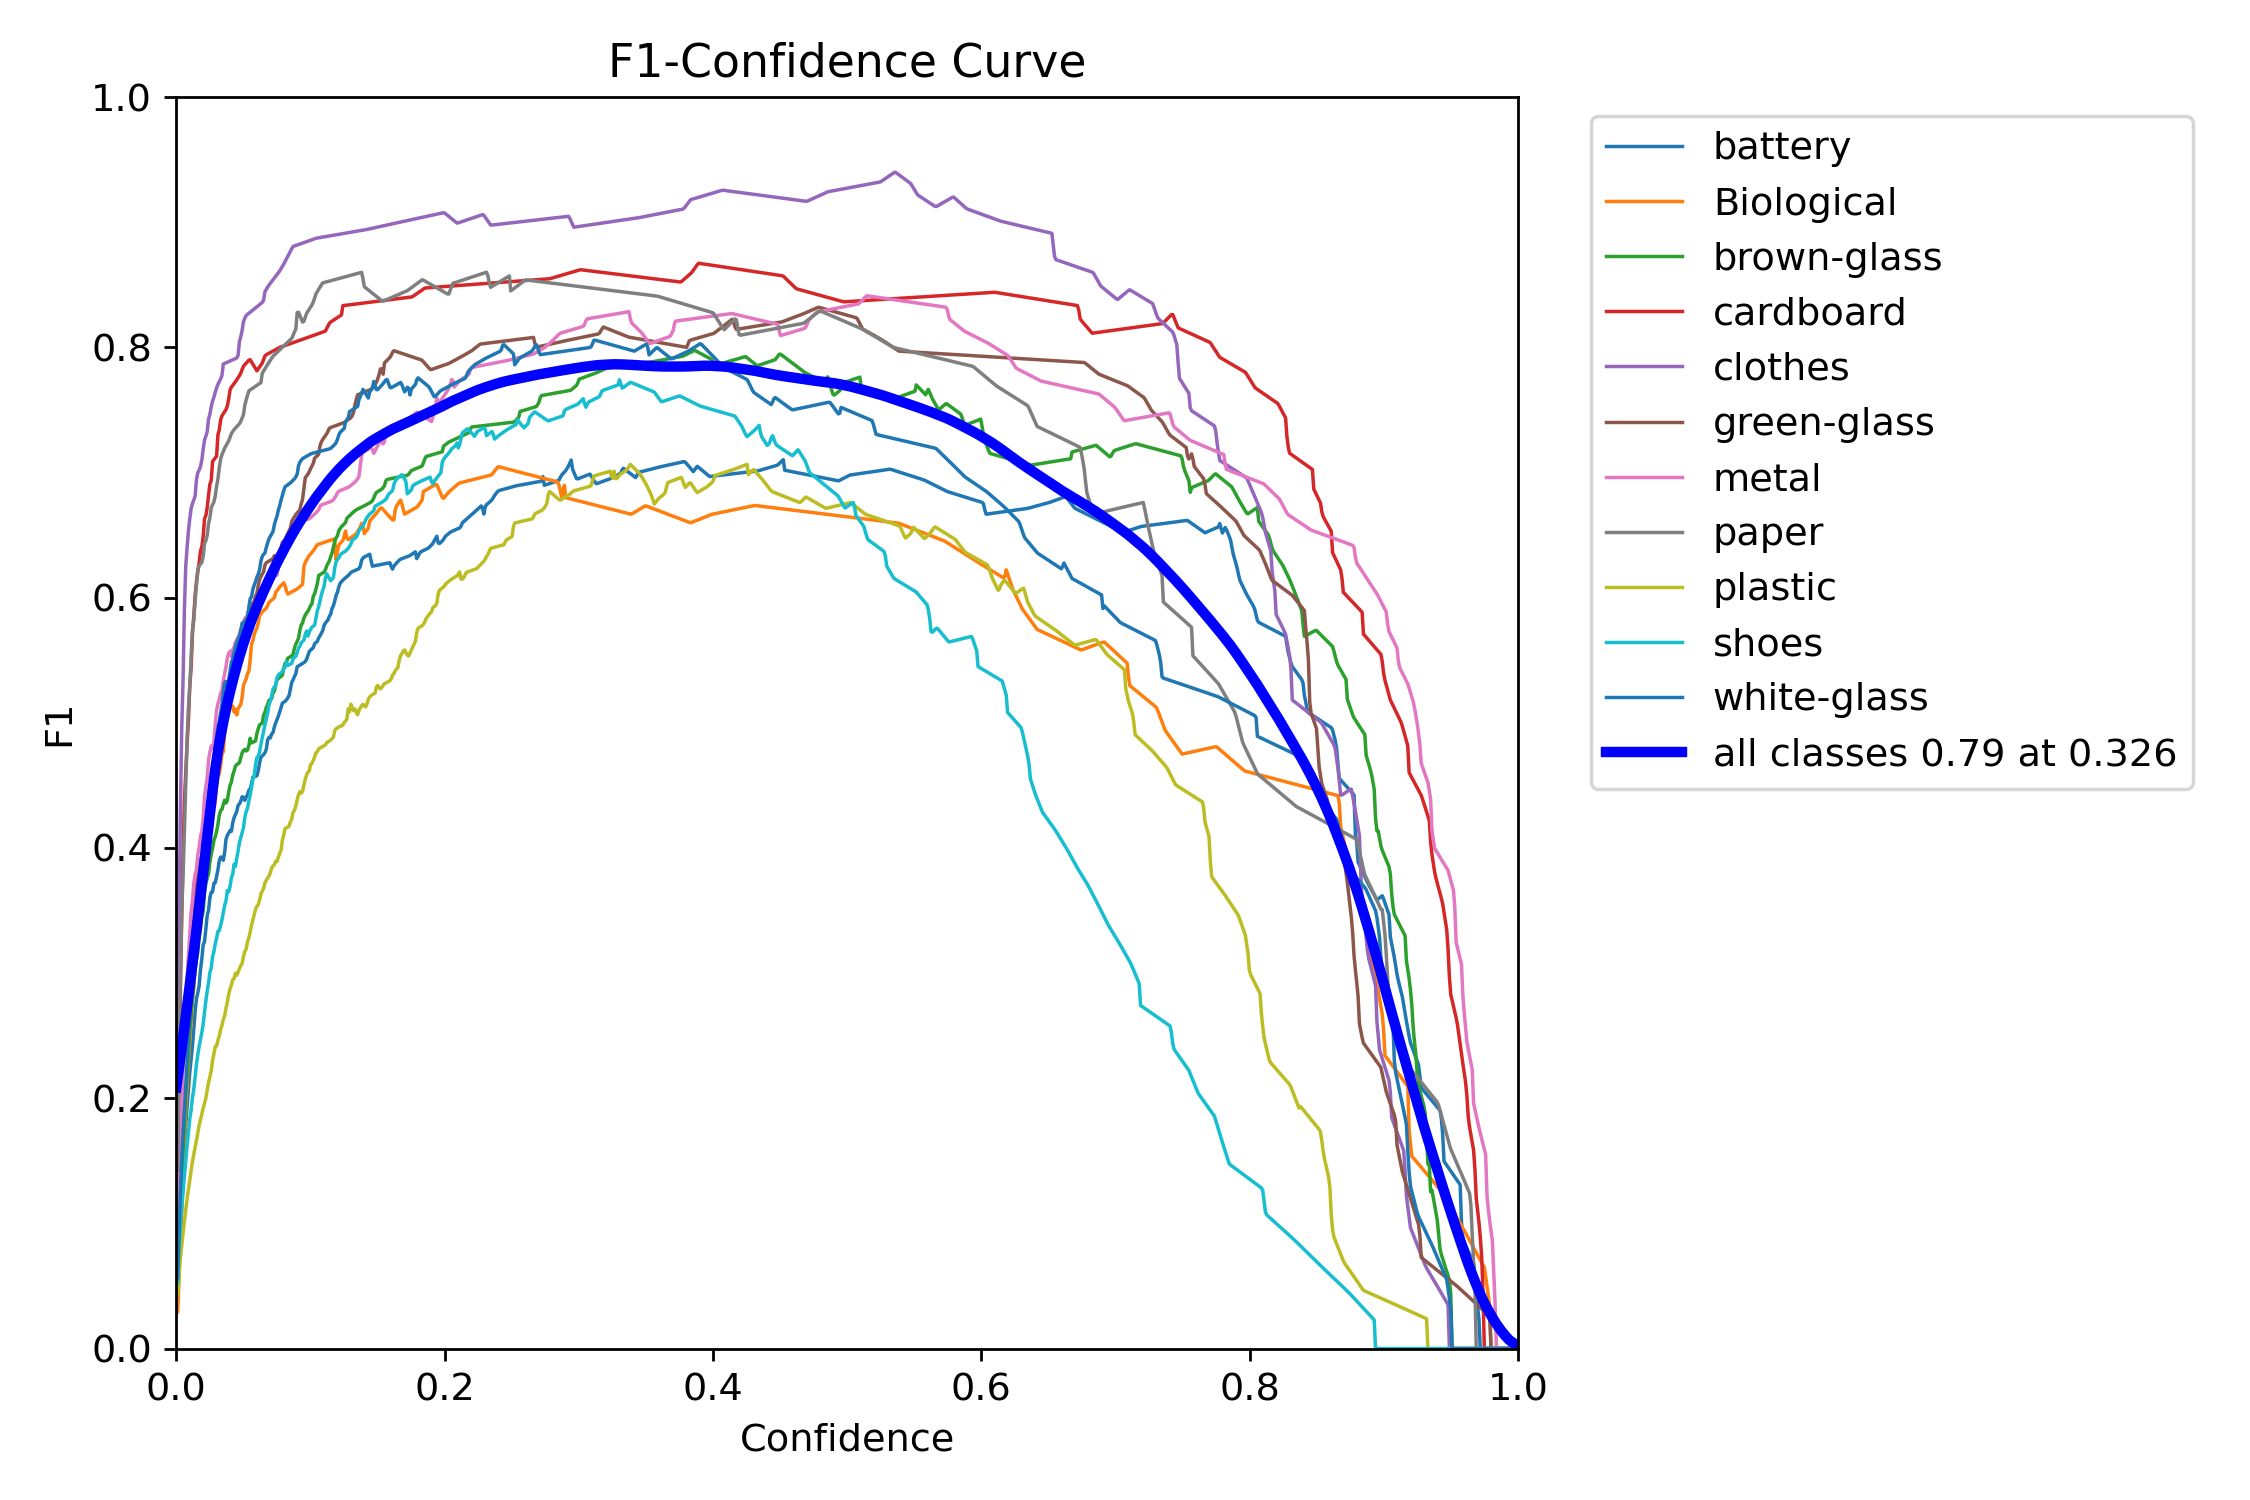 F1-Confidence Curve
1.0
0.8
0.6
0.4
0.2
0.0
F1
0.0 0.2 0.4 0.6 0.8 1.0
Confidence
battery
Biological
brown-glass
cardboard
clothes
green-glass
metal
paper
plastic
shoes
white-glass
all classes 0.79 at 0.326